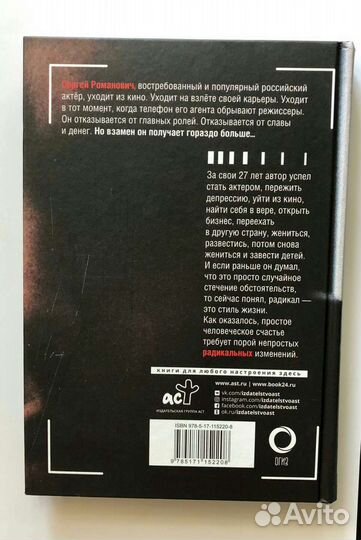 Сергей Романович, востребованный и популярный российский
актёр, уходит из кино. Уходит на взлёте своей карьеры. Уходит
в тот момент, когда телефон его агента обрывают режиссеры.
Он отказывается от главных ролей. Отказывается от славы
и денег. Но взамен он получает гораздо больше...
За свои 27 лет автор успел
стать актером, пережить
депрессию, уйти из кино,
найти себя в вере, открыть
бизнес, переехать
в другую страну, жениться,
развестись, потом снова
жениться и завести детей.
И если раньше он думал,
что это просто случайное
стечение обстоятельств,
то сейчас понял, радикал —
это стиль жизни.
Как оказалось, простое
человеческое счастье
требует порой непростых
радикальных изменений.
книги для любого настроения здесь
аст
ИЗДАТЕЛЬСКАЯ ГРУППА АСТ
www.ast.ru | www.book24.ru
vk.com/izdatelstvoast
instagram.com/izdatelstvoast
facebook.com/izdatelstvoast
ok.ru/izdatelstvoast
ISBN 978-5-17-115220-8
9 785171 152208
ОГИЗ
Avito